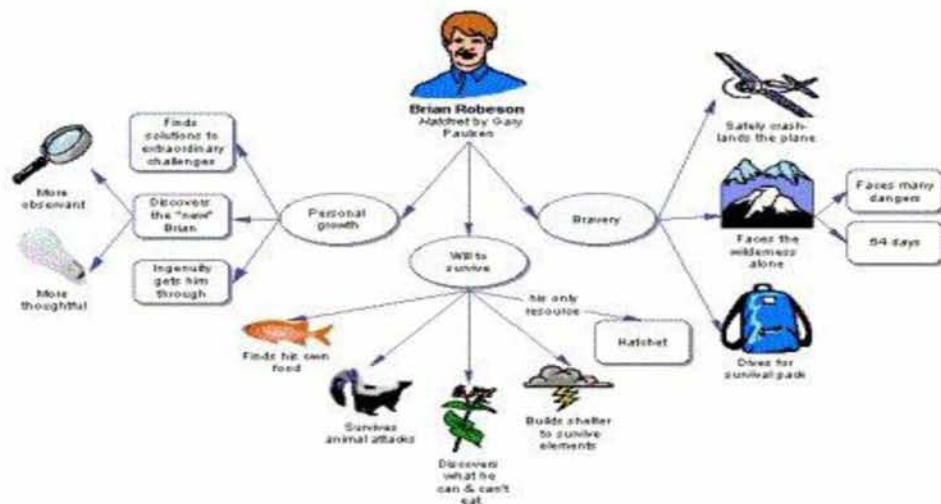 Brian Robeson
Hatchet by Gary
Paulsen
Finds
solutions to
extraordinary
challenges
More
observant
Discovers
the "new"
Brian
More
thoughtful
Ingenuity
gets him
through
Personal
growth
Will to
survive
Bravery
Safely crash-
lands the plane
Faces the
wilderness
alone
Faces many
dangers
54 days
Dives for
survival pack
his only
resource
Hatchet
Finds his own
food
Survives
animal attacks
Discovers
what he
can & can't
eat
Builds shelter
to survive
elements